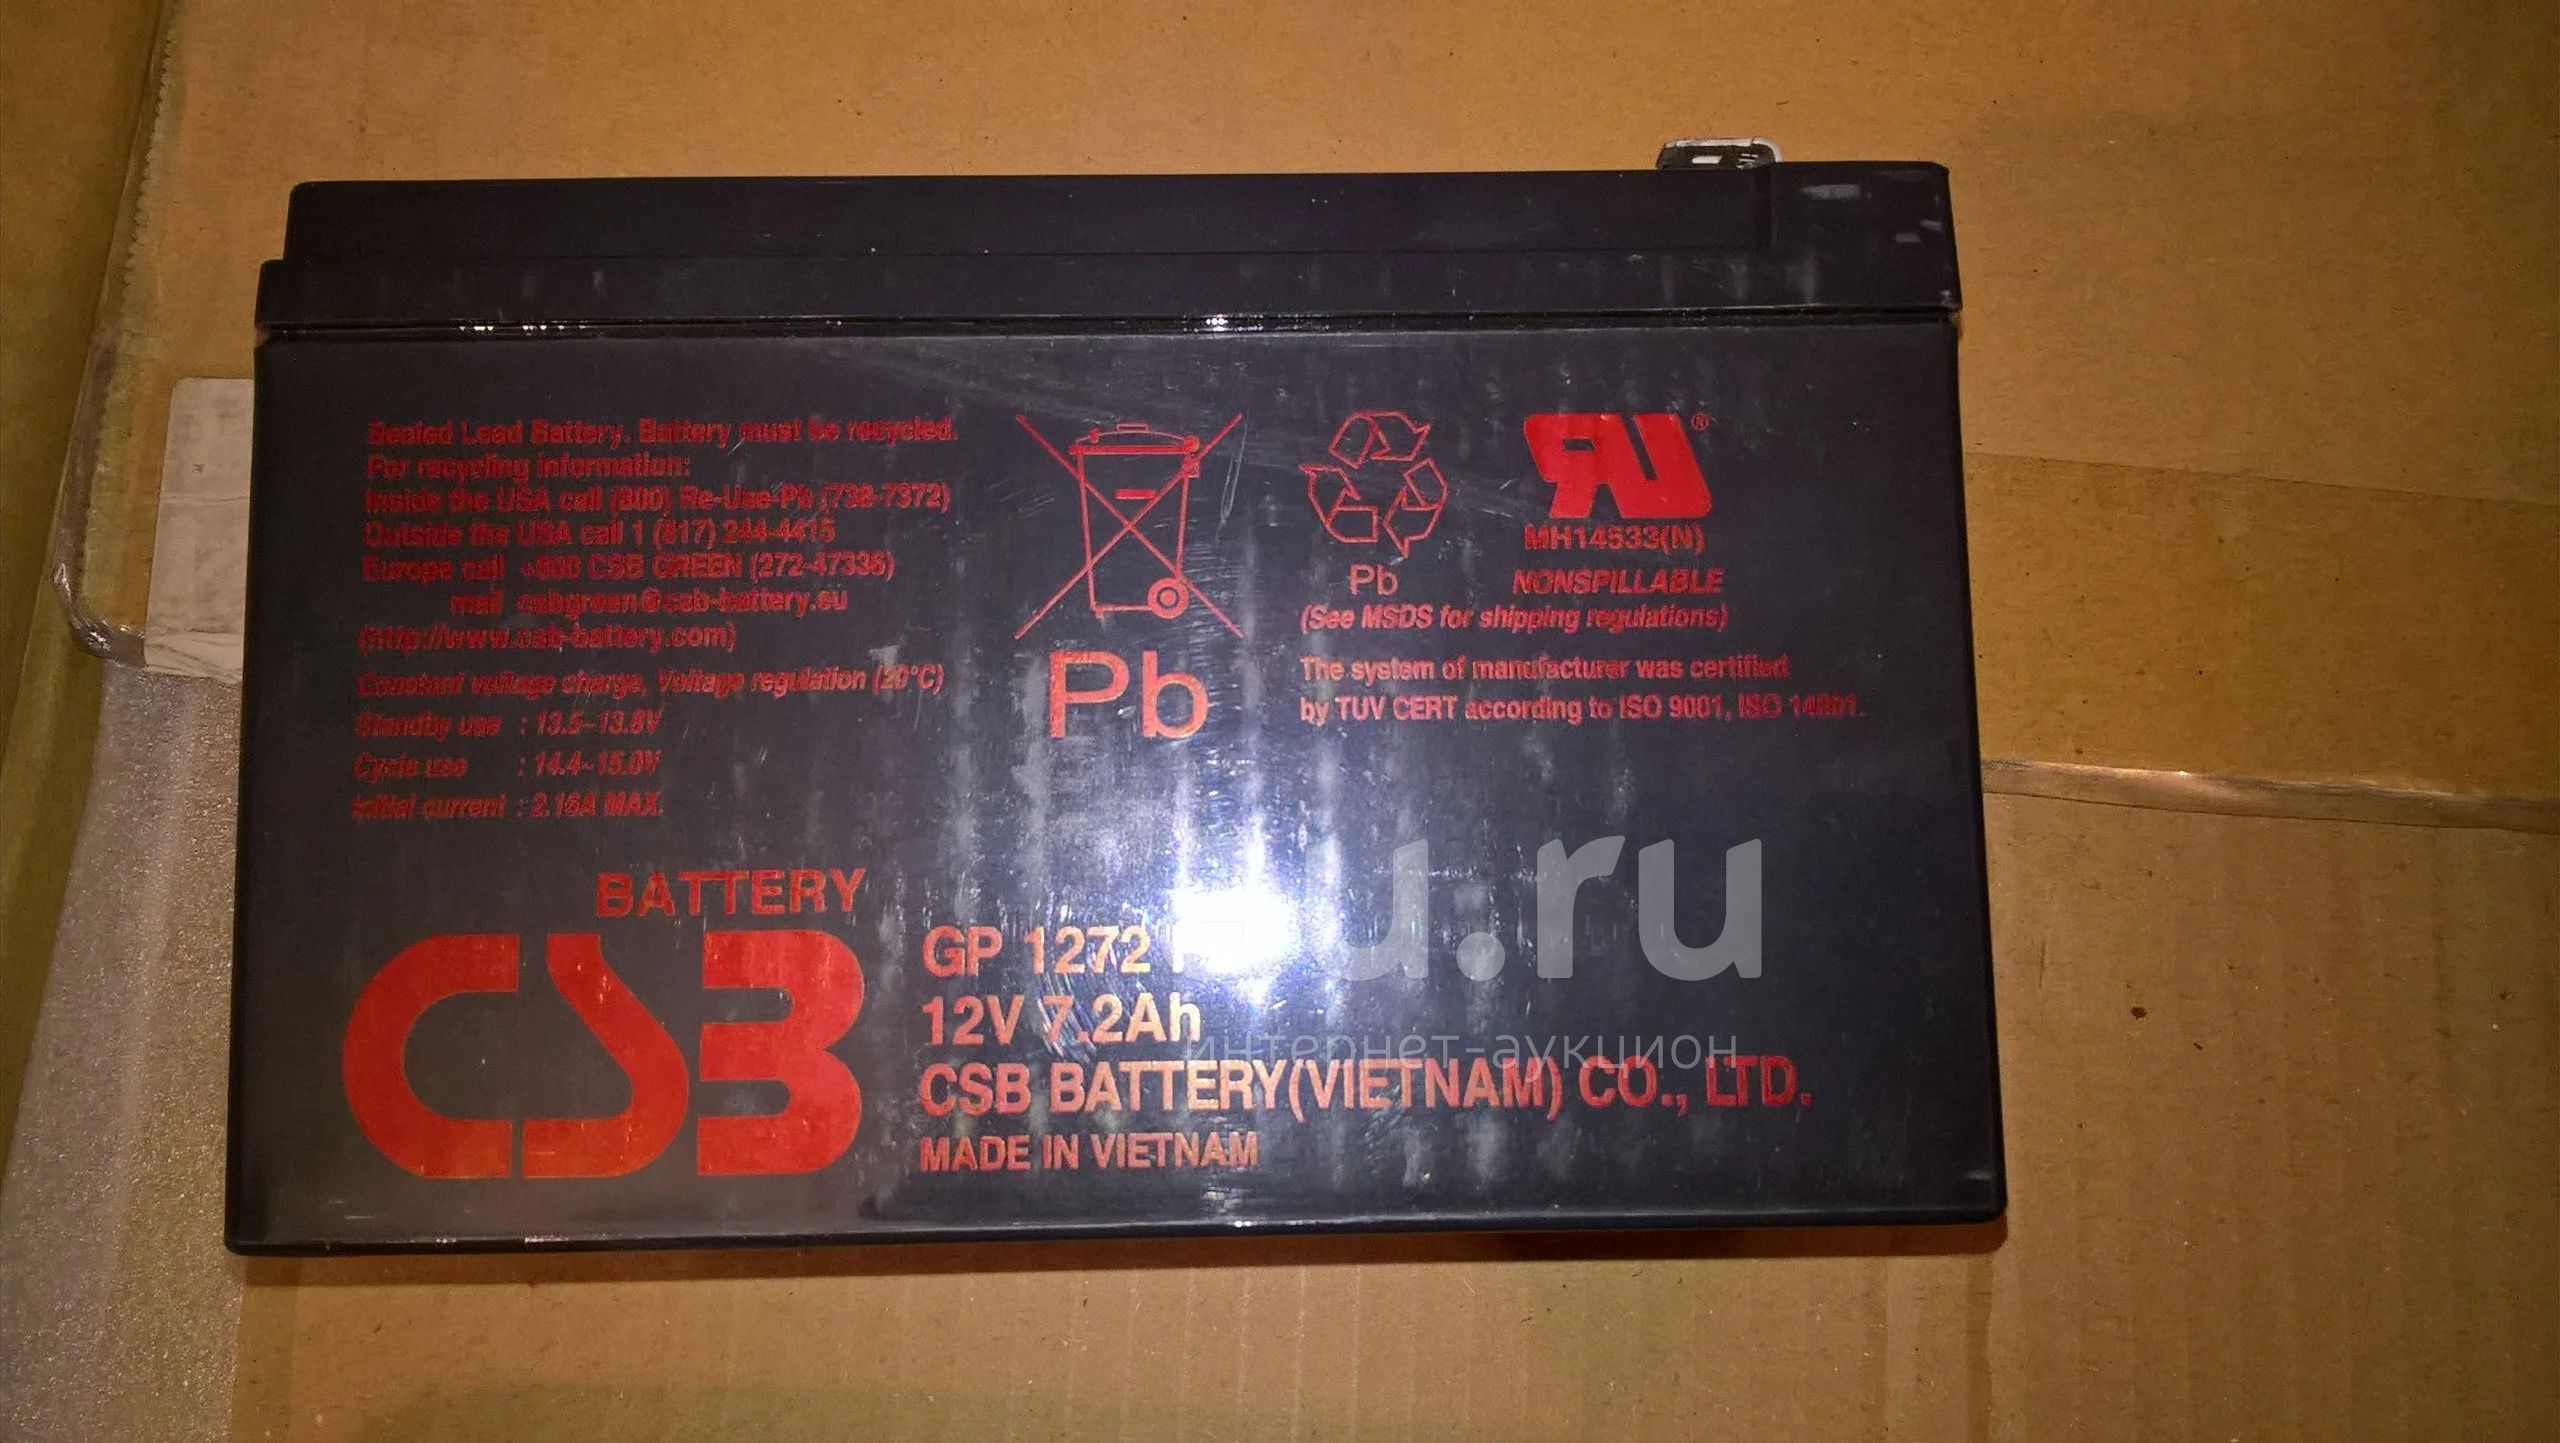 Sealed Lead Battery. Battery must be recycled.
For recycling information:
Inside the USA call (800) Re-Use-Pb (738-7372)
Outside the USA call 1 (817) 244-4415
Europe call +800 CSB GREEN (272-47336)
mail csbgreen@csb-battery.eu
(http://www.csb-battery.com)
Constant voltage charge, Voltage regulation (20°C)
Standby use : 13.5~13.8V
Cycle use : 14.4~15.0V
Initial current : 2.16A MAX.
Pb
Pb
RU®
MH14533(N)
NONSPILLABLE
(See MSDS for shipping regulations)
The system of manufacturer was certified
by TUV CERT according to ISO 9001, ISO 14001.
BATTERY
CSB
GP 1272
12V 7.2Ah
CSB BATTERY(VIETNAM) CO., LTD.
MADE IN VIETNAM
u.ru
интернет-аукцион